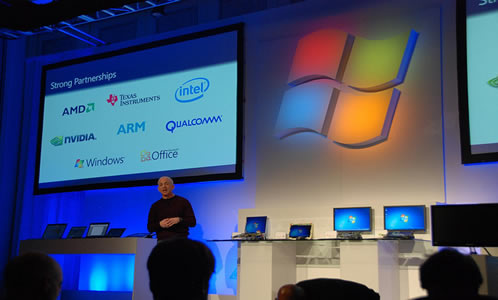 Strong Partnerships
AMD
TEXAS INSTRUMENTS
intel
NVIDIA.
ARM
QUALCOMM
Windows
Office